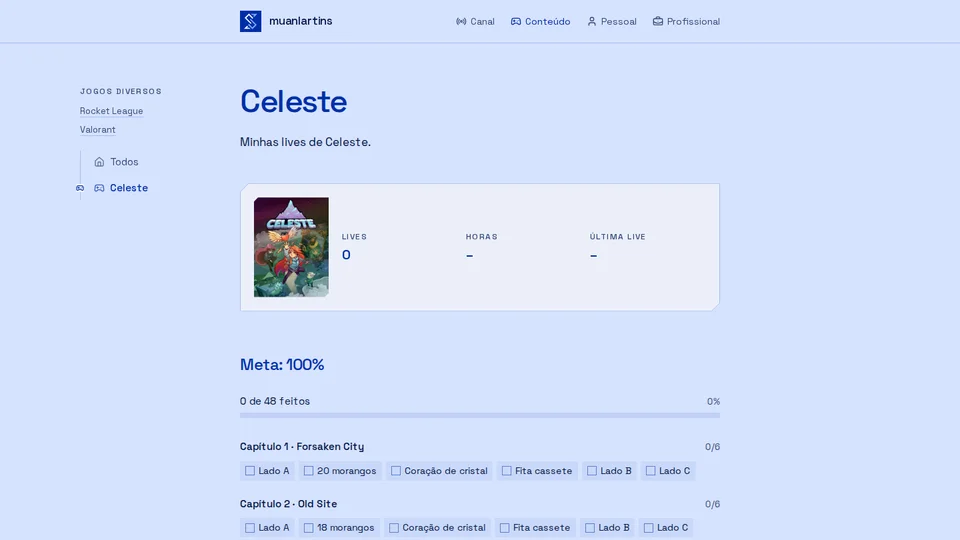 muanlartins
Canal
Conteúdo
Pessoal
Profissional
JOGOS DIVERSOS
Rocket League
Valorant
Todos
Celeste
Celeste
Minhas lives de Celeste.
CELESTE
LIVES
0
HORAS
–
ÚLTIMA LIVE
–
Meta: 100%
0 de 48 feitos
0%
Capítulo 1 · Forsaken City
0/6
Lado A
20 morangos
Coração de cristal
Fita cassete
Lado B
Lado C
Capítulo 2 · Old Site
0/6
Lado A
18 morangos
Coração de cristal
Fita cassete
Lado B
Lado C